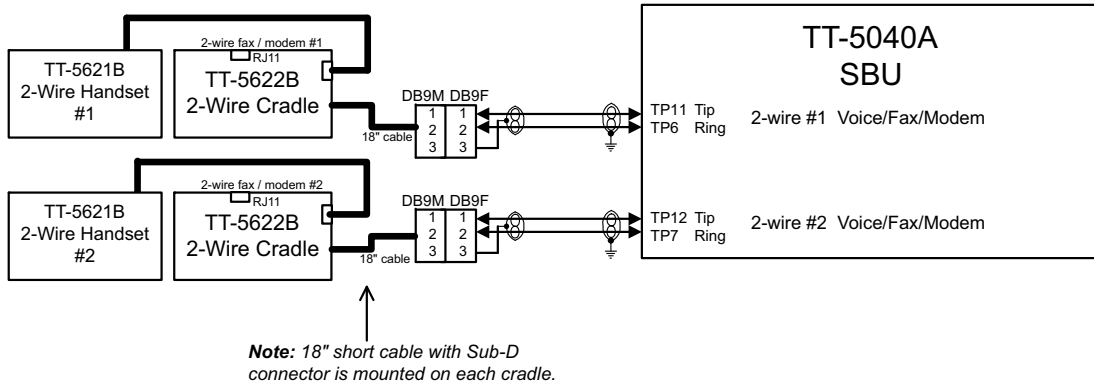 TT-5040A
SBU
2-wire fax / modem #1
RJ11
TT-5621B
2-Wire Handset
#1
TT-5622B
2-Wire Cradle
18" cable
DB9M DB9F
1 1
2 2
3 3
TP11 Tip
TP6 Ring
2-wire #1 Voice/Fax/Modem
2-wire fax / modem #2
RJ11
TT-5621B
2-Wire Handset
#2
TT-5622B
2-Wire Cradle
18" cable
DB9M DB9F
1 1
2 2
3 3
TP12 Tip
TP7 Ring
2-wire #2 Voice/Fax/Modem
Note: 18" short cable with Sub-D
connector is mounted on each cradle.